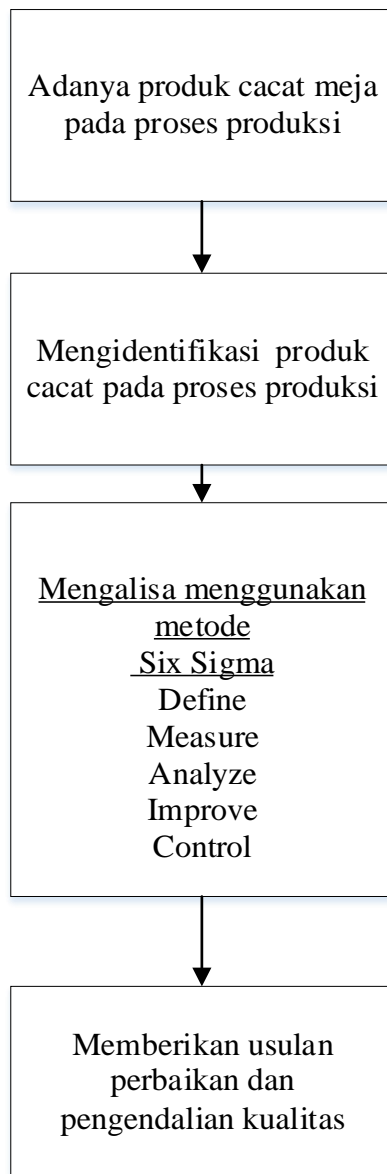 Adanya produk cacat meja
pada proses produksi
Mengidentifikasi produk
cacat pada proses produksi
Mengalisa menggunakan
metode
Six Sigma
Define
Measure
Analyze
Improve
Control
Memberikan usulan
perbaikan dan
pengendalian kualitas